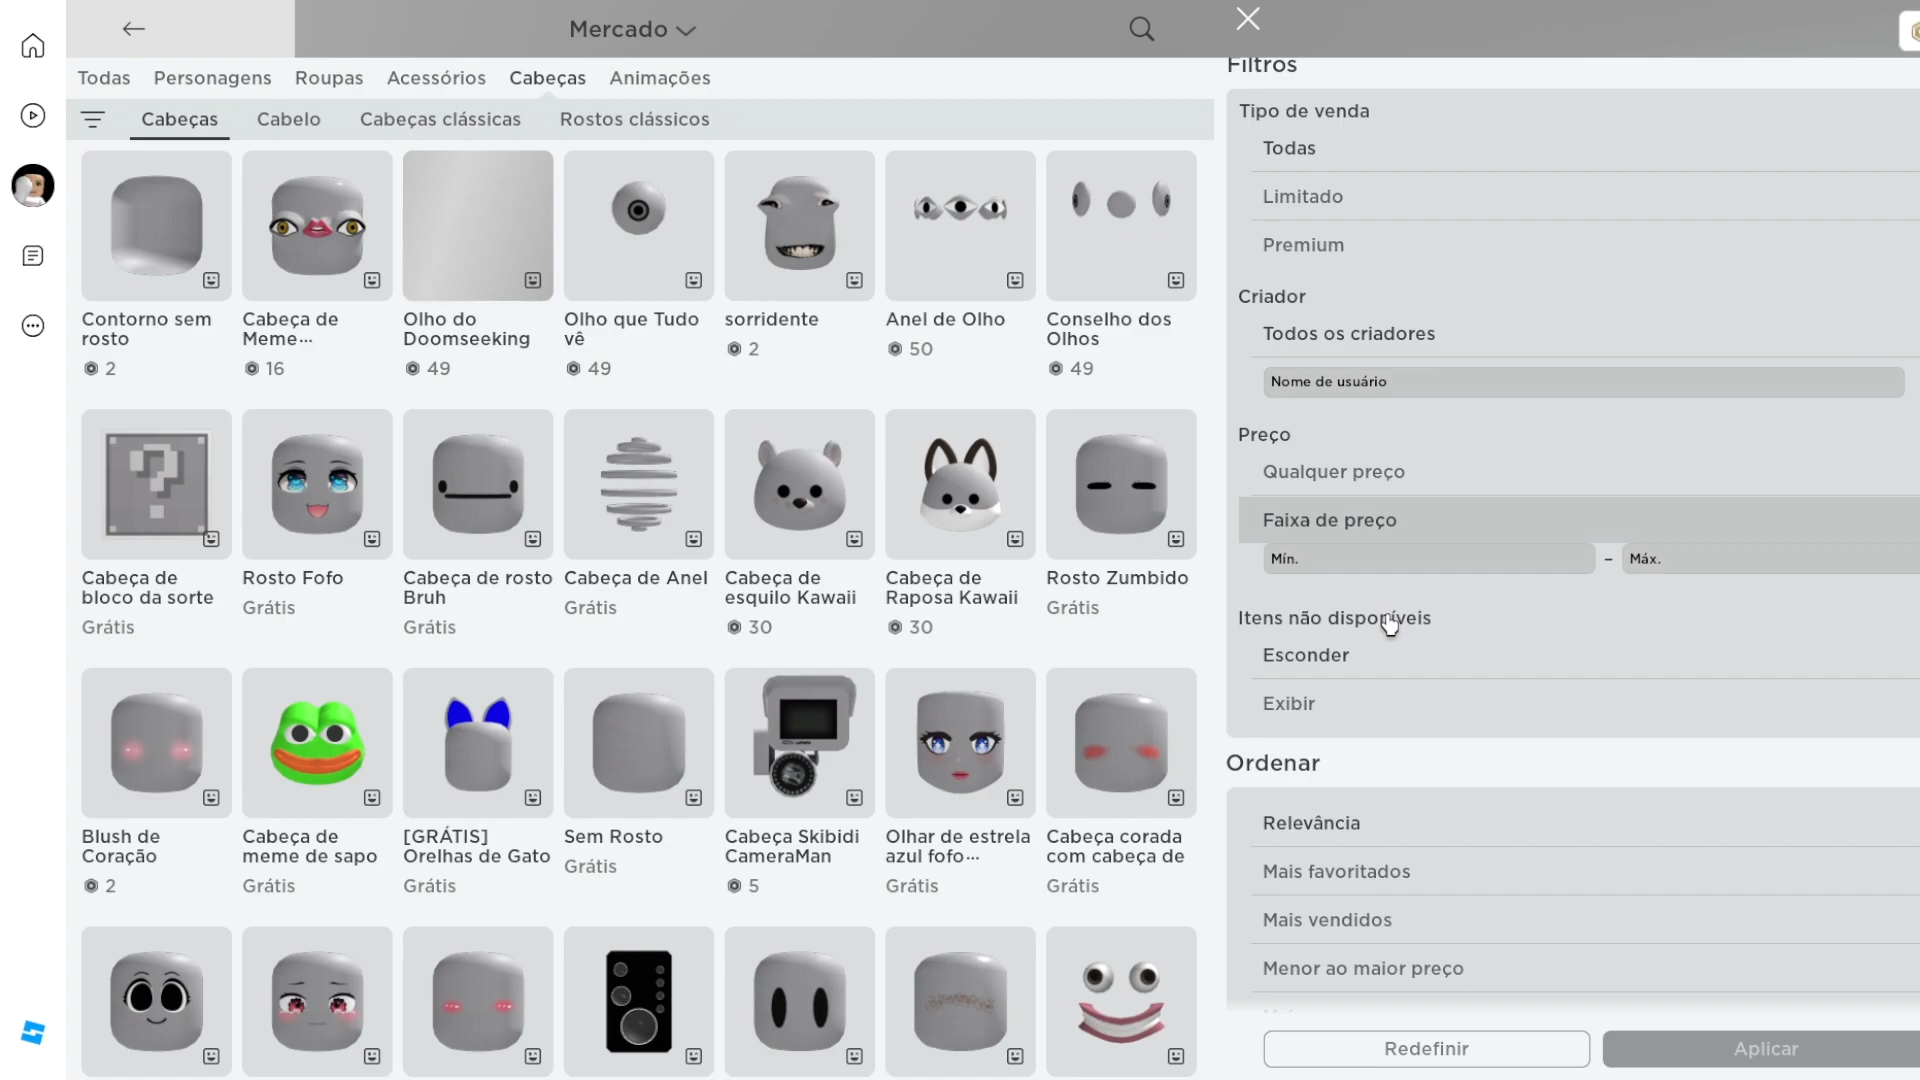 Mercado
Todas Personagens Roupas Acessórios Cabeças Animações
Cabeças Cabelo Cabeças clássicas Rostos clássicos
Contorno sem
rosto
2
Cabeça de
Meme...
16
Olho do
Doomseeking
49
Olho que Tudo
vê
49
sorridente
2
Anel de Olho
50
Conselho dos
Olhos
49
Cabeça de
bloco da sorte
Grátis
Rosto Fofo
Grátis
Cabeça de rosto
Bruh
Grátis
Cabeça de Anel
Grátis
Cabeça de
esquilo Kawaii
30
Cabeça de
Raposa Kawaii
30
Rosto Zumbido
Grátis
Blush de
Coração
2
Cabeça de
meme de sapo
Grátis
[GRÁTIS]
Orelhas de Gato
Grátis
Sem Rosto
Grátis
Cabeça Skibidi
CameraMan
5
Olhar de estrela
azul fofo...
Grátis
Cabeça corada
com cabeça de
Grátis
Filtros
Tipo de venda
Todas
Limitado
Premium
Criador
Todos os criadores
Nome de usuário
Preço
Qualquer preço
Faixa de preço
Mín. – Máx.
Itens não disponíveis
Esconder
Exibir
Ordenar
Relevância
Mais favoritados
Mais vendidos
Menor ao maior preço
Redefinir Aplicar